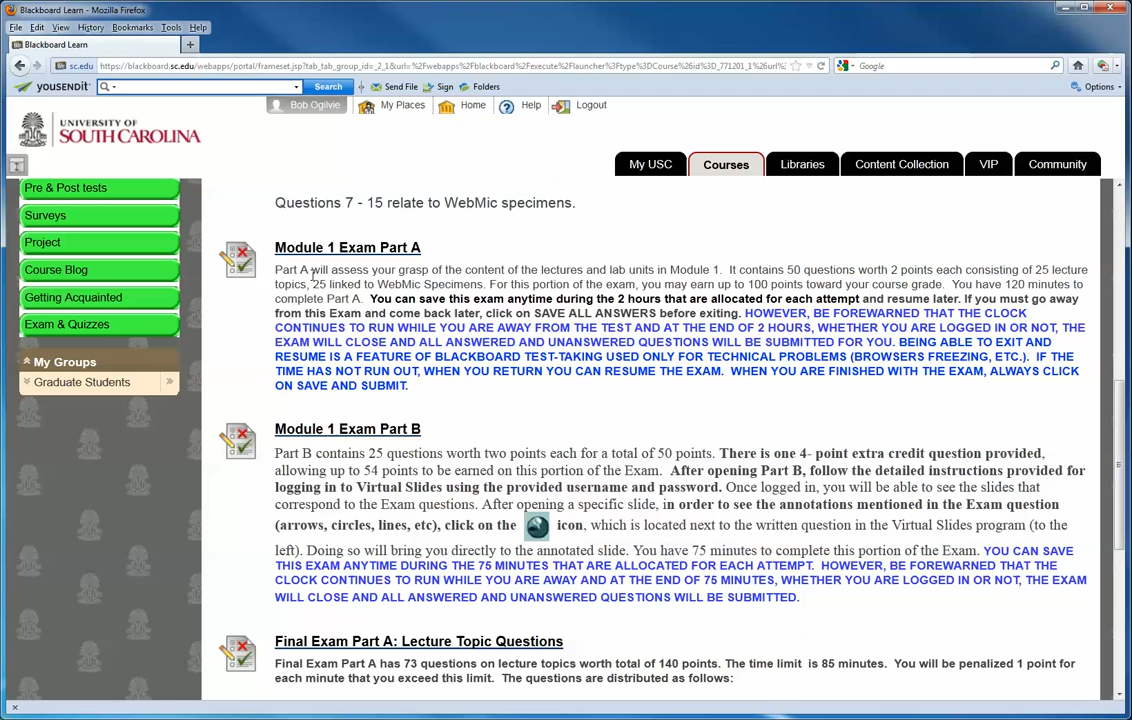 Blackboard Learn - Mozilla Firefox
File Edit View History Bookmarks Tools Help
Blackboard Learn
sc.edu https://blackboard.sc.edu/webapps/portal/frameset.jsp?tab_tab_group_id=_2_1&url=%2Fwebapps%2Fblackboard%2Fexecute%2Flauncher%3Ftype%3DCourse%26id%3D_771201_1%26url% Google
yousendit Search Send File Sign Folders Options
Bob Ogilvie My Places Home Help Logout
UNIVERSITY OF
SOUTH CAROLINA
My USC Courses Libraries Content Collection VIP Community
Pre & Post tests
Surveys
Project
Course Blog
Getting Acquainted
Exam & Quizzes
My Groups
Graduate Students
Questions 7 - 15 relate to WebMic specimens.
Module 1 Exam Part A
Part A will assess your grasp of the content of the lectures and lab units in Module 1. It contains 50 questions worth 2 points each consisting of 25 lecture
topics, 25 linked to WebMic Specimens. For this portion of the exam, you may earn up to 100 points toward your course grade. You have 120 minutes to
complete Part A. You can save this exam anytime during the 2 hours that are allocated for each attempt and resume later. If you must go away
from this Exam and come back later, click on SAVE ALL ANSWERS before exiting. HOWEVER, BE FOREWARNED THAT THE CLOCK
CONTINUES TO RUN WHILE YOU ARE AWAY FROM THE TEST AND AT THE END OF 2 HOURS, WHETHER YOU ARE LOGGED IN OR NOT, THE
EXAM WILL CLOSE AND ALL ANSWERED AND UNANSWERED QUESTIONS WILL BE SUBMITTED FOR YOU. BEING ABLE TO EXIT AND
RESUME IS A FEATURE OF BLACKBOARD TEST-TAKING USED ONLY FOR TECHNICAL PROBLEMS (BROWSERS FREEZING, ETC.). IF THE
TIME HAS NOT RUN OUT, WHEN YOU RETURN YOU CAN RESUME THE EXAM. WHEN YOU ARE FINISHED WITH THE EXAM, ALWAYS CLICK
ON SAVE AND SUBMIT.
Module 1 Exam Part B
Part B contains 25 questions worth two points each for a total of 50 points. There is one 4- point extra credit question provided,
allowing up to 54 points to be earned on this portion of the Exam. After opening Part B, follow the detailed instructions provided for
logging in to Virtual Slides using the provided username and password. Once logged in, you will be able to see the slides that
correspond to the Exam questions. After opening a specific slide, in order to see the annotations mentioned in the Exam question
(arrows, circles, lines, etc), click on the icon, which is located next to the written question in the Virtual Slides program (to the
left). Doing so will bring you directly to the annotated slide. You have 75 minutes to complete this portion of the Exam. YOU CAN SAVE
THIS EXAM ANYTIME DURING THE 75 MINUTES THAT ARE ALLOCATED FOR EACH ATTEMPT. HOWEVER, BE FOREWARNED THAT THE
CLOCK CONTINUES TO RUN WHILE YOU ARE AWAY AND AT THE END OF 75 MINUTES, WHETHER YOU ARE LOGGED IN OR NOT, THE EXAM
WILL CLOSE AND ALL ANSWERED AND UNANSWERED QUESTIONS WILL BE SUBMITTED.
Final Exam Part A: Lecture Topic Questions
Final Exam Part A has 73 questions on lecture topics worth total of 140 points. The time limit is 85 minutes. You will be penalized 1 point for
each minute that you exceed this limit. The questions are distributed as follows: